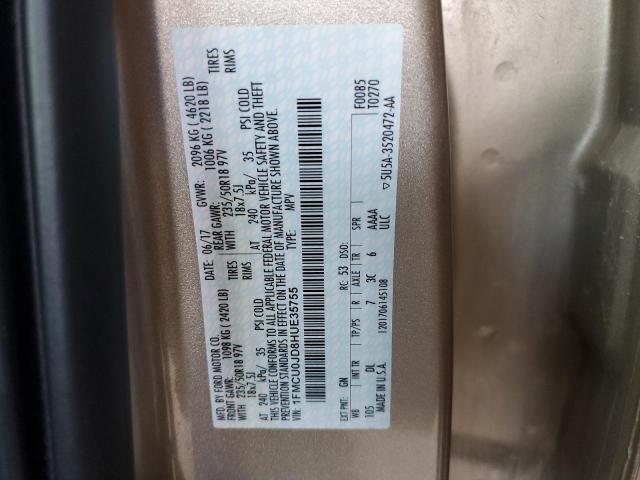 MFD. BY FORD MOTOR CO.
DATE: 06/17 GVWR: 2096 KG ( 4620 LB)
FRONT GAWR: 1098 KG ( 2420 LB) REAR GAWR: 1006 KG ( 2218 LB)
WITH 235/50R18 97V TIRES WITH 235/50R18 97V TIRES
18x7.5J RIMS 18x7.5J RIMS
AT 240 kPa/ 35 PSI COLD AT 240 kPa/ 35 PSI COLD
THIS VEHICLE CONFORMS TO ALL APPLICABLE FEDERAL MOTOR VEHICLE SAFETY AND THEFT
PREVENTION STANDARDS IN EFFECT ON THE DATE OF MANUFACTURE SHOWN ABOVE.
VIN: 1FMCU0JD8HUE35755 TYPE: MPV
F0085
T0270
EXT PNT: GN RC: 53 DSO:
WB INT TR TP/PS R AXLE TR SPR
105 DL 7 3C 6 AAAA
ULC
MADE IN U.S.A. 1201706145108
▽5U5A-3520472-AA